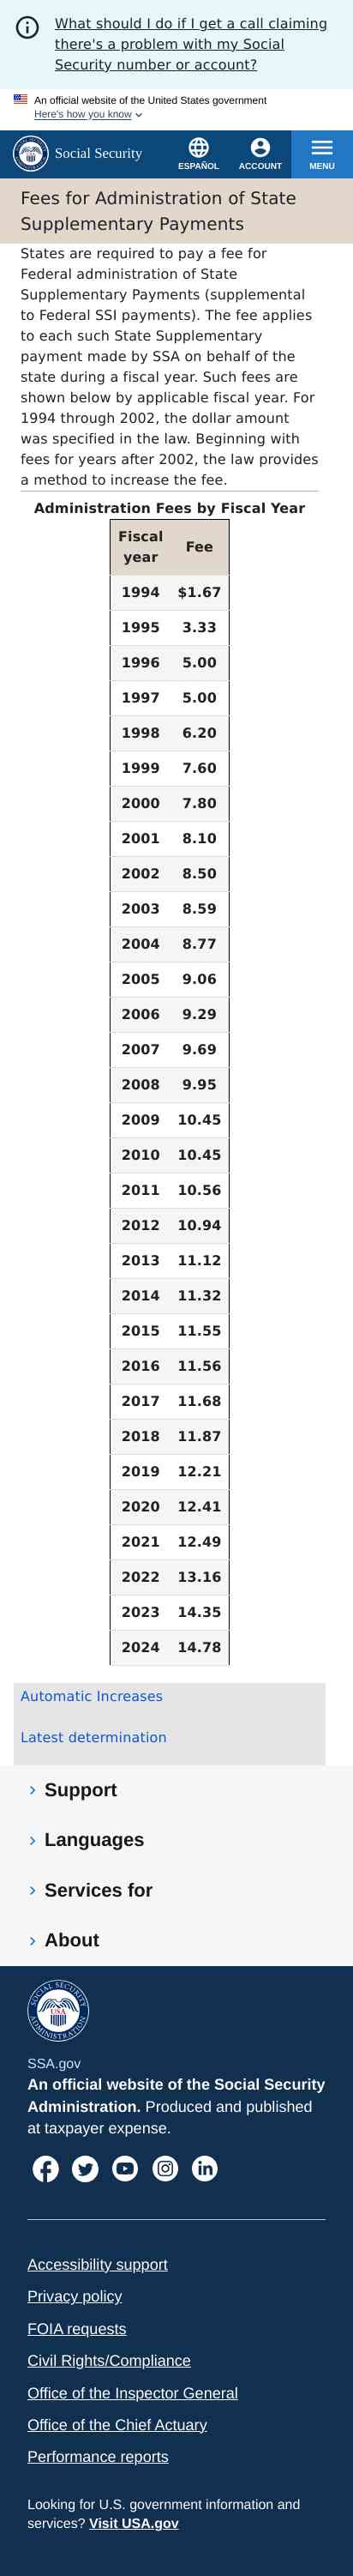 What should I do if I get a call claiming
there's a problem with my Social
Security number or account?
An official website of the United States government
Here's how you know
Social Security
ESPAÑOL
ACCOUNT
MENU
Fees for Administration of State
Supplementary Payments
States are required to pay a fee for
Federal administration of State
Supplementary Payments (supplemental
to Federal SSI payments). The fee applies
to each such State Supplementary
payment made by SSA on behalf of the
state during a fiscal year. Such fees are
shown below by applicable fiscal year. For
1994 through 2002, the dollar amount
was specified in the law. Beginning with
fees for years after 2002, the law provides
a method to increase the fee.
Administration Fees by Fiscal Year
Fiscal
year Fee
1994 $1.67
1995 3.33
1996 5.00
1997 5.00
1998 6.20
1999 7.60
2000 7.80
2001 8.10
2002 8.50
2003 8.59
2004 8.77
2005 9.06
2006 9.29
2007 9.69
2008 9.95
2009 10.45
2010 10.45
2011 10.56
2012 10.94
2013 11.12
2014 11.32
2015 11.55
2016 11.56
2017 11.68
2018 11.87
2019 12.21
2020 12.41
2021 12.49
2022 13.16
2023 14.35
2024 14.78
Automatic Increases
Latest determination
Support
Languages
Services for
About
SOCIAL SECURITY
USA
ADMINISTRATION
SSA.gov
An official website of the Social Security
Administration. Produced and published
at taxpayer expense.
Accessibility support
Privacy policy
FOIA requests
Civil Rights/Compliance
Office of the Inspector General
Office of the Chief Actuary
Performance reports
Looking for U.S. government information and
services? Visit USA.gov